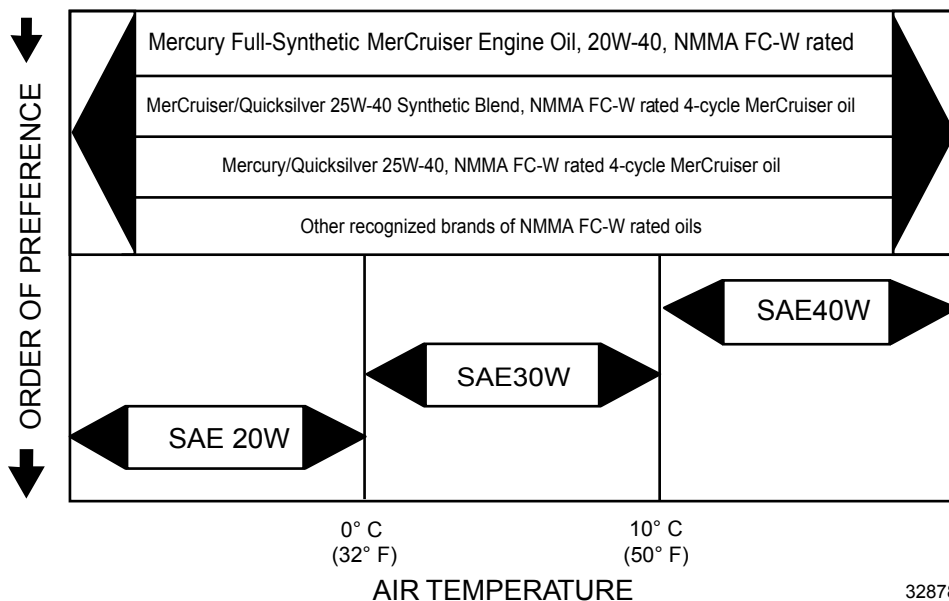 ORDER OF PREFERENCE
Mercury Full-Synthetic MerCruiser Engine Oil, 20W-40, NMMA FC-W rated
MerCruiser/Quicksilver 25W-40 Synthetic Blend, NMMA FC-W rated 4-cycle MerCruiser oil
Mercury/Quicksilver 25W-40, NMMA FC-W rated 4-cycle MerCruiser oil
Other recognized brands of NMMA FC-W rated oils
SAE40W
SAE30W
SAE 20W
0° C
(32° F)
10° C
(50° F)
AIR TEMPERATURE